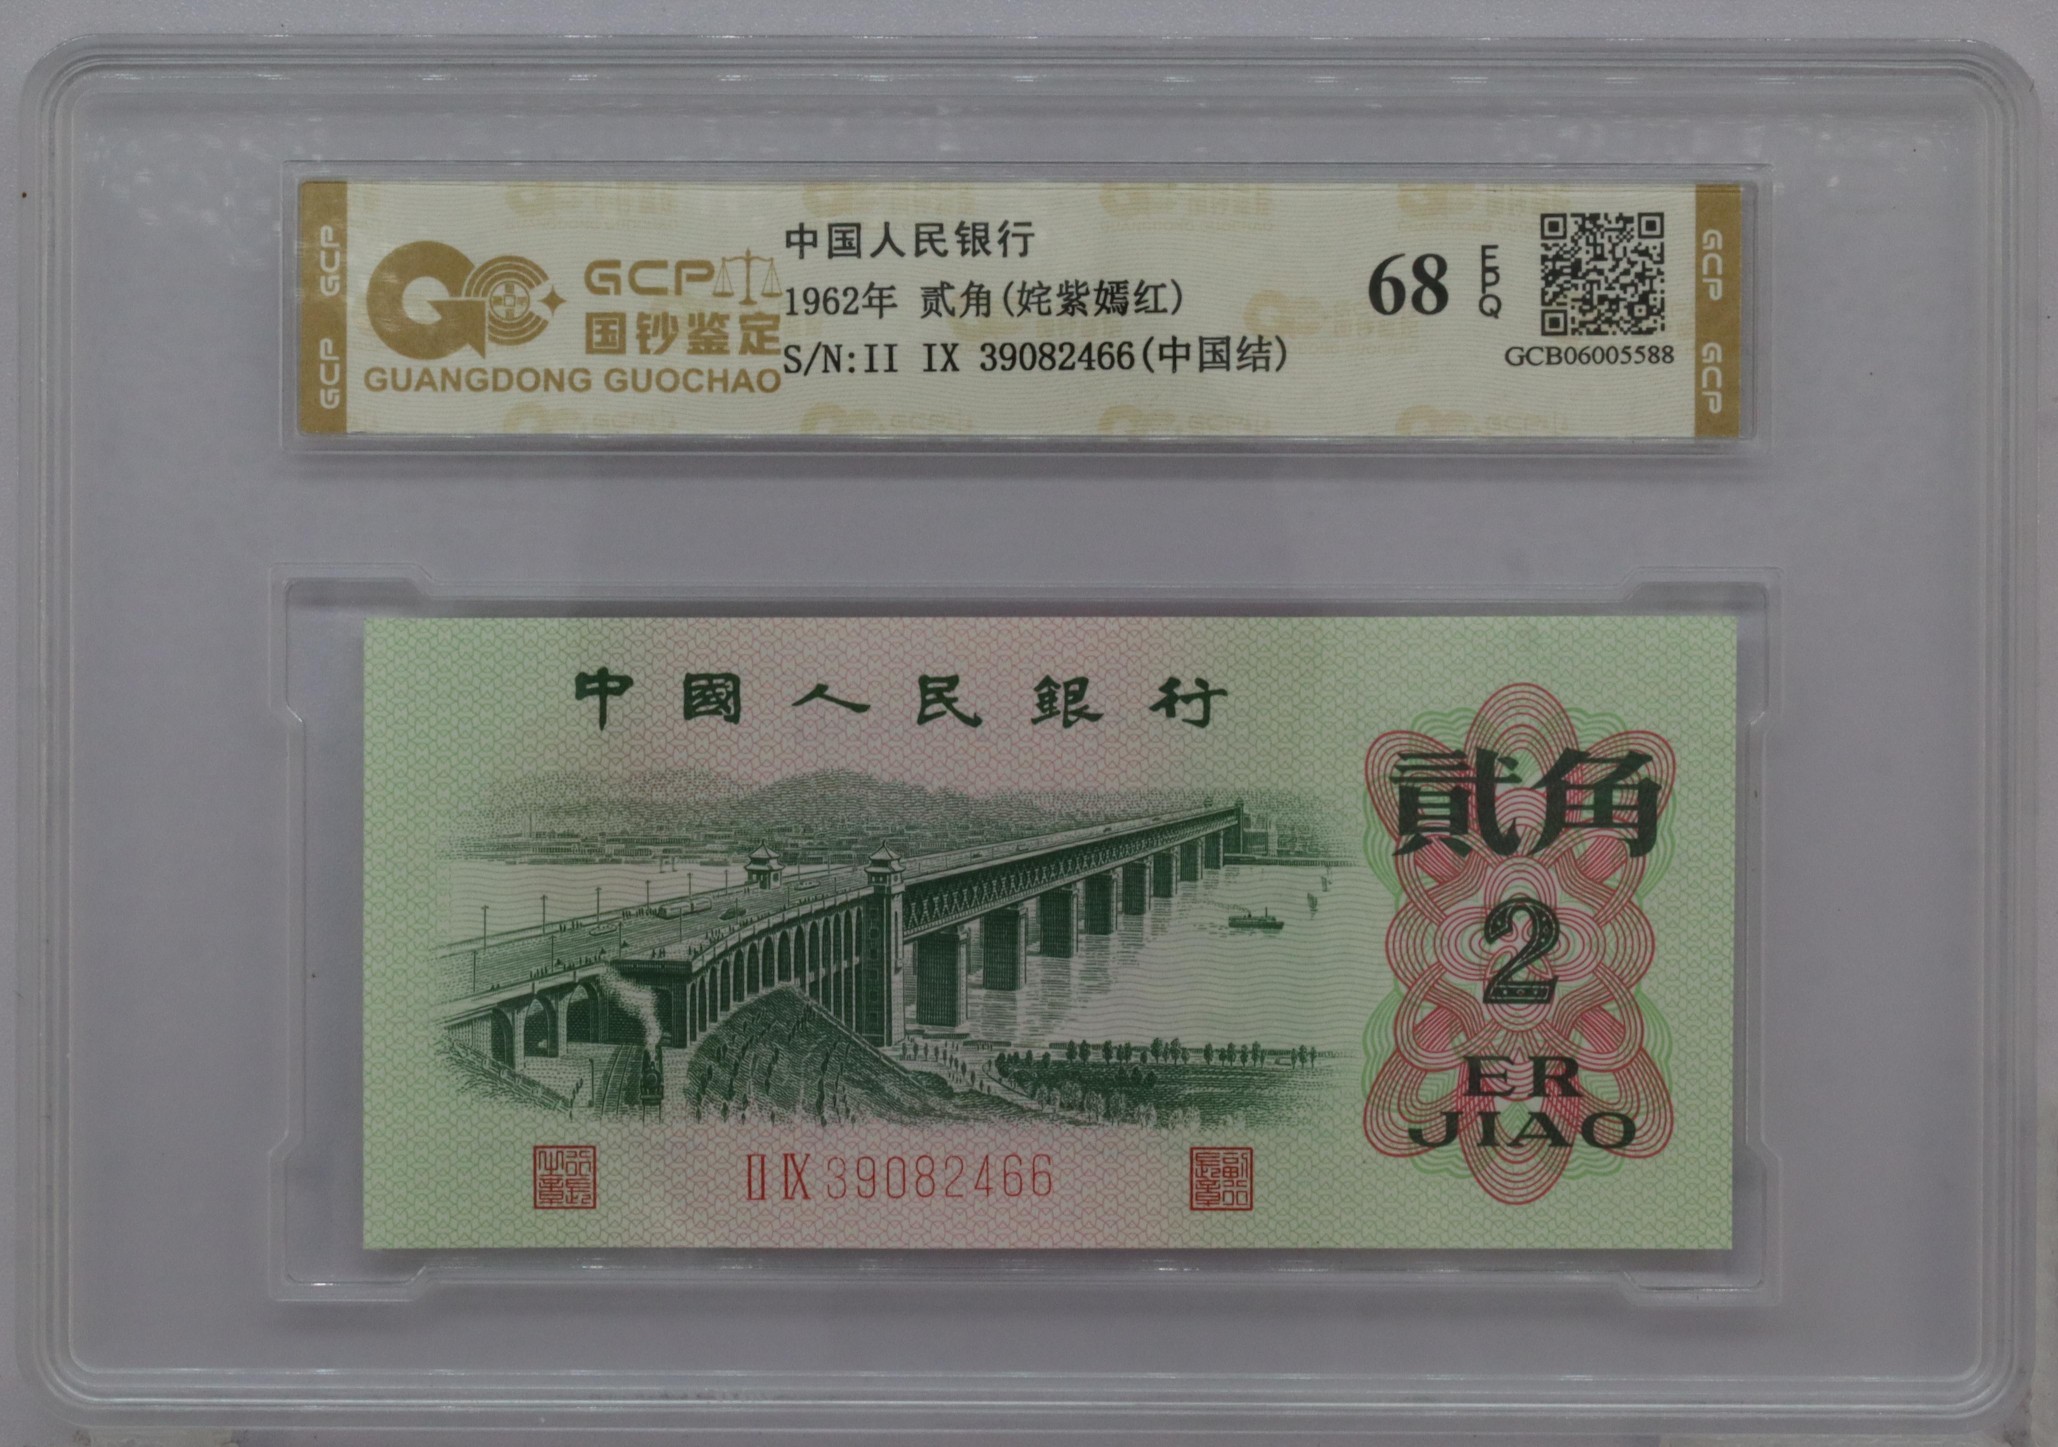 GCP
GCP
GCP
国钞鉴定
GUANGDONG GUOCHAO
中国人民银行
1962年 贰角(姹紫嫣红)
S/N:II IX 39082466(中国结)
68
EPQ
GCB06005588
GCP
GCP
中國人民銀行
貳角
2
ER
JIAO
II IX 39082466